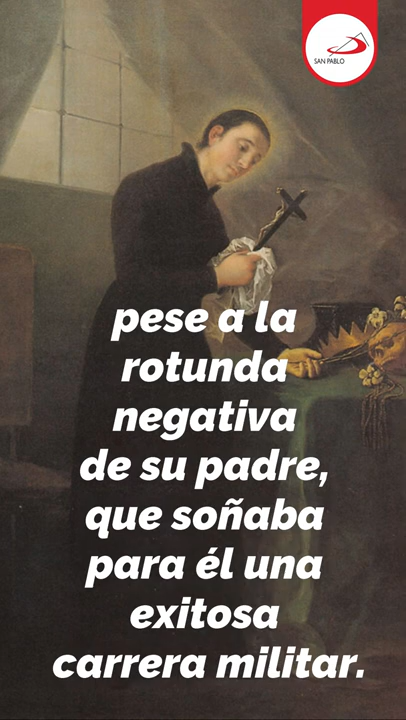 SAN PABLO
pese a la
rotunda
negativa
de su padre,
que soñaba
para él una
exitosa
carrera militar.